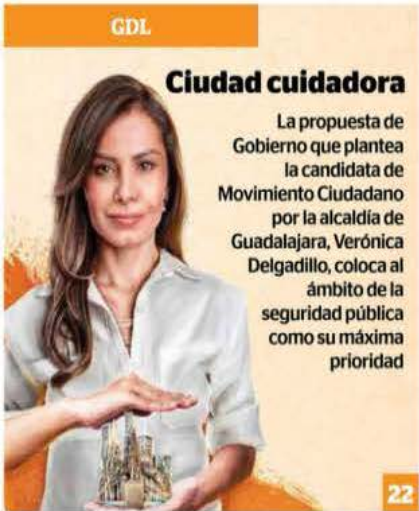 GDL
Ciudad cuidadora
La propuesta de
Gobierno que plantea
la candidata de
Movimiento Ciudadano
por la alcaldía de
Guadalajara, Verónica
Delgadillo, coloca al
ámbito de la
seguridad pública
como su máxima
prioridad
22